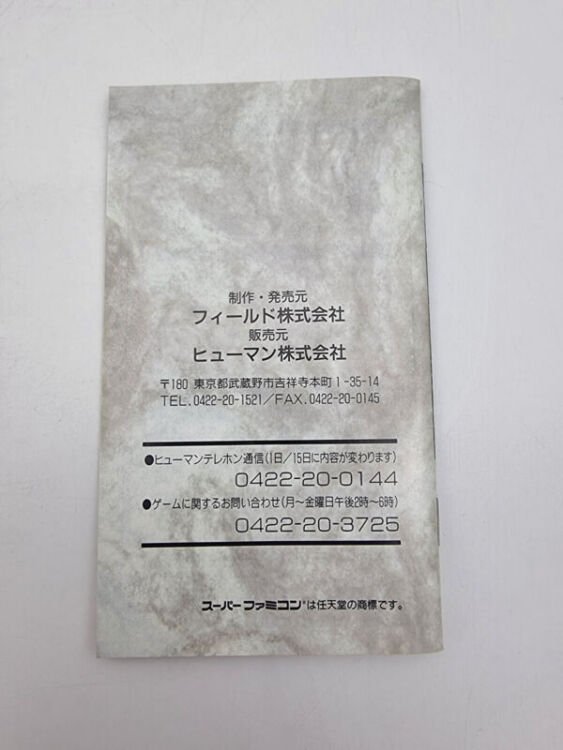 制作・発売元
フィールド株式会社
販売元
ヒューマン株式会社
〒180 東京都武蔵野市吉祥寺本町1-35-14
TEL.0422-20-1521/FAX.0422-20-0145
●ヒューマンテレホン通信(1日/15日に内容が変わります)
0422-20-0144
●ゲームに関するお問い合わせ(月〜金曜日午後2時〜6時)
0422-20-3725
スーパーファミコン®は任天堂の商標です。